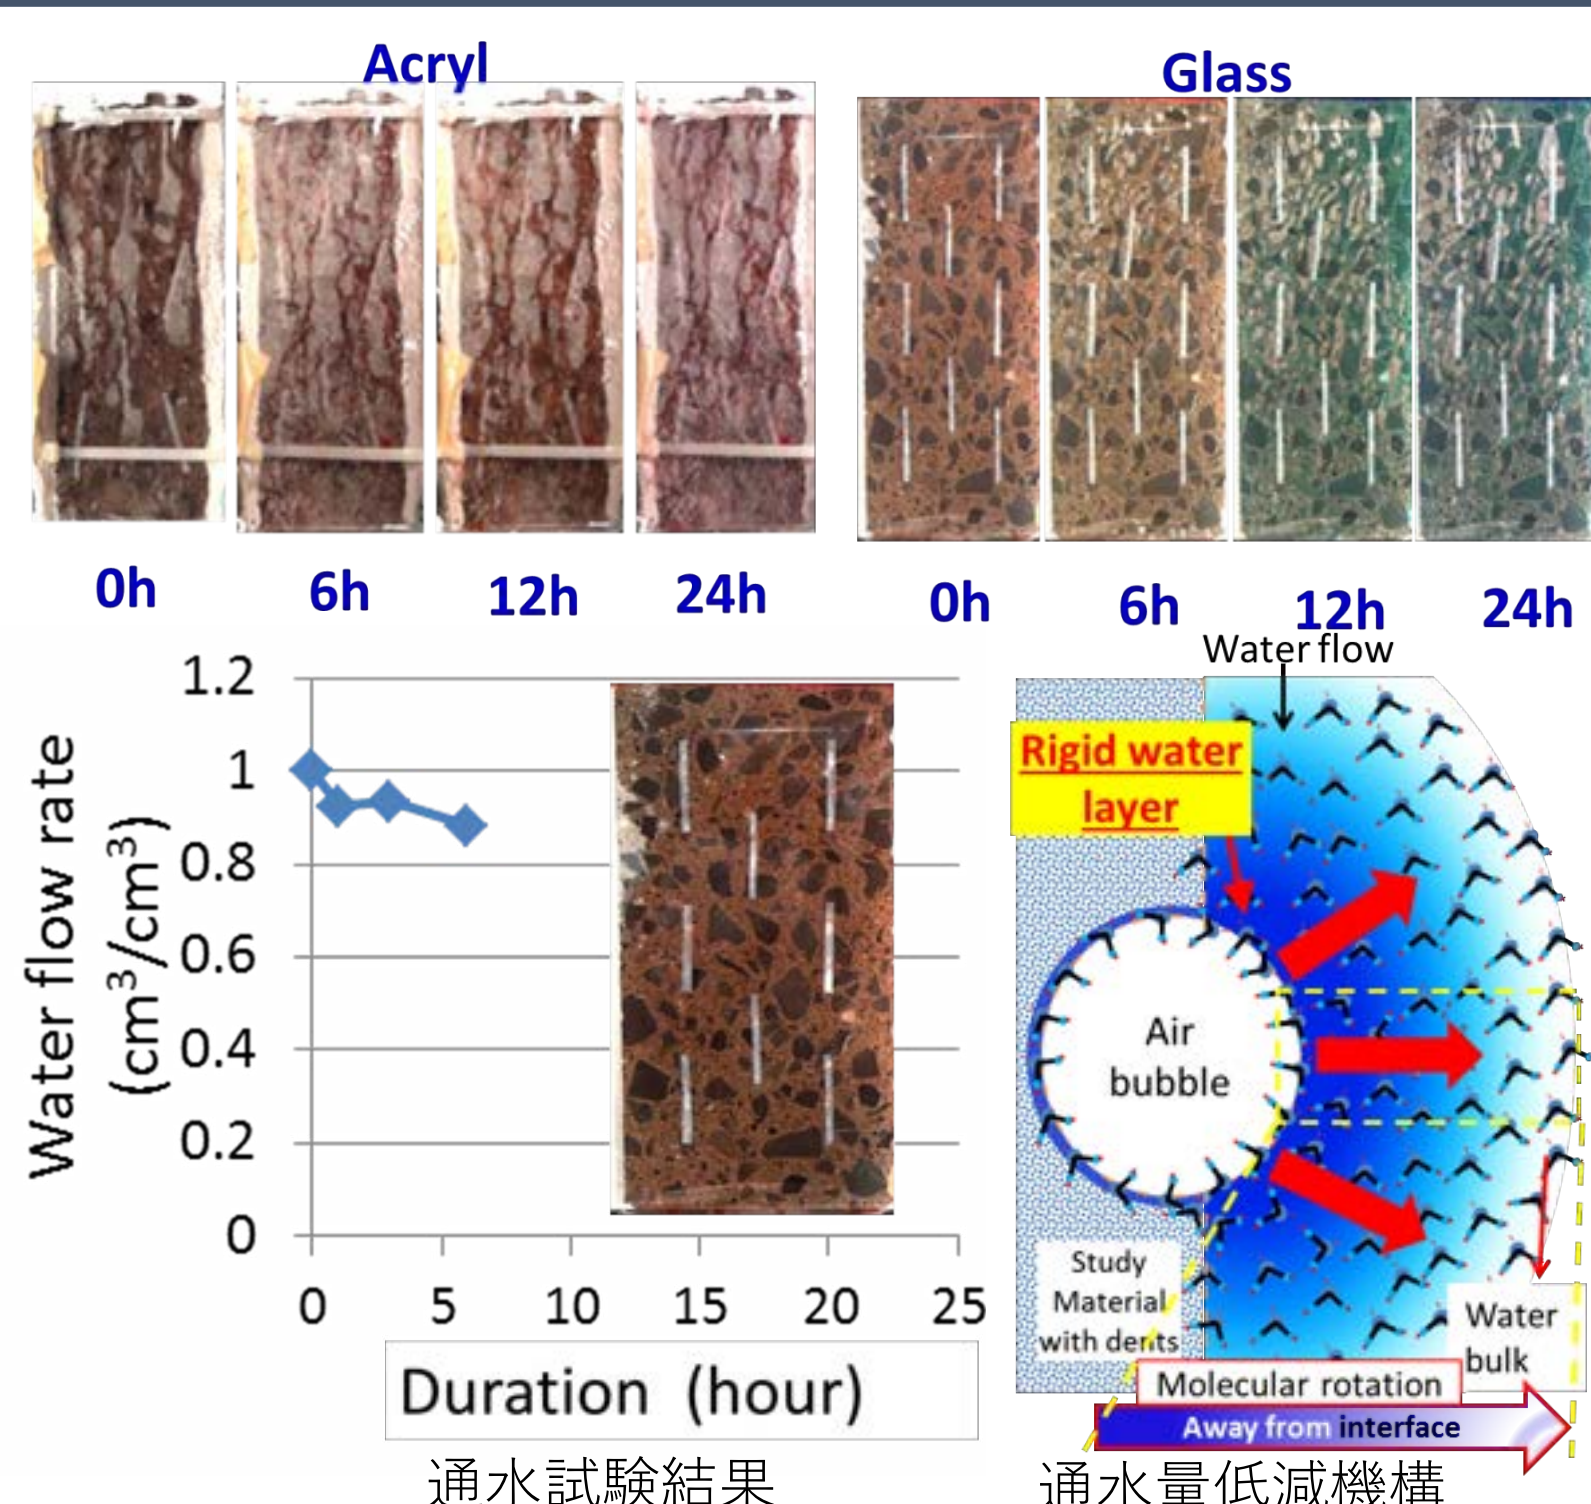 Acryl
Glass
0h
6h
12h
24h
0h
6h
12h
24h
Water flow rate
(cm³/cm³)
1.2
1
0.8
0.6
0.4
0.2
0
0
5
10
15
20
25
Duration (hour)
通水試験結果
Water flow
Rigid water
layer
Air
bubble
Study
Material
with dents
Water
bulk
Molecular rotation
Away from interface
通水量低減機構